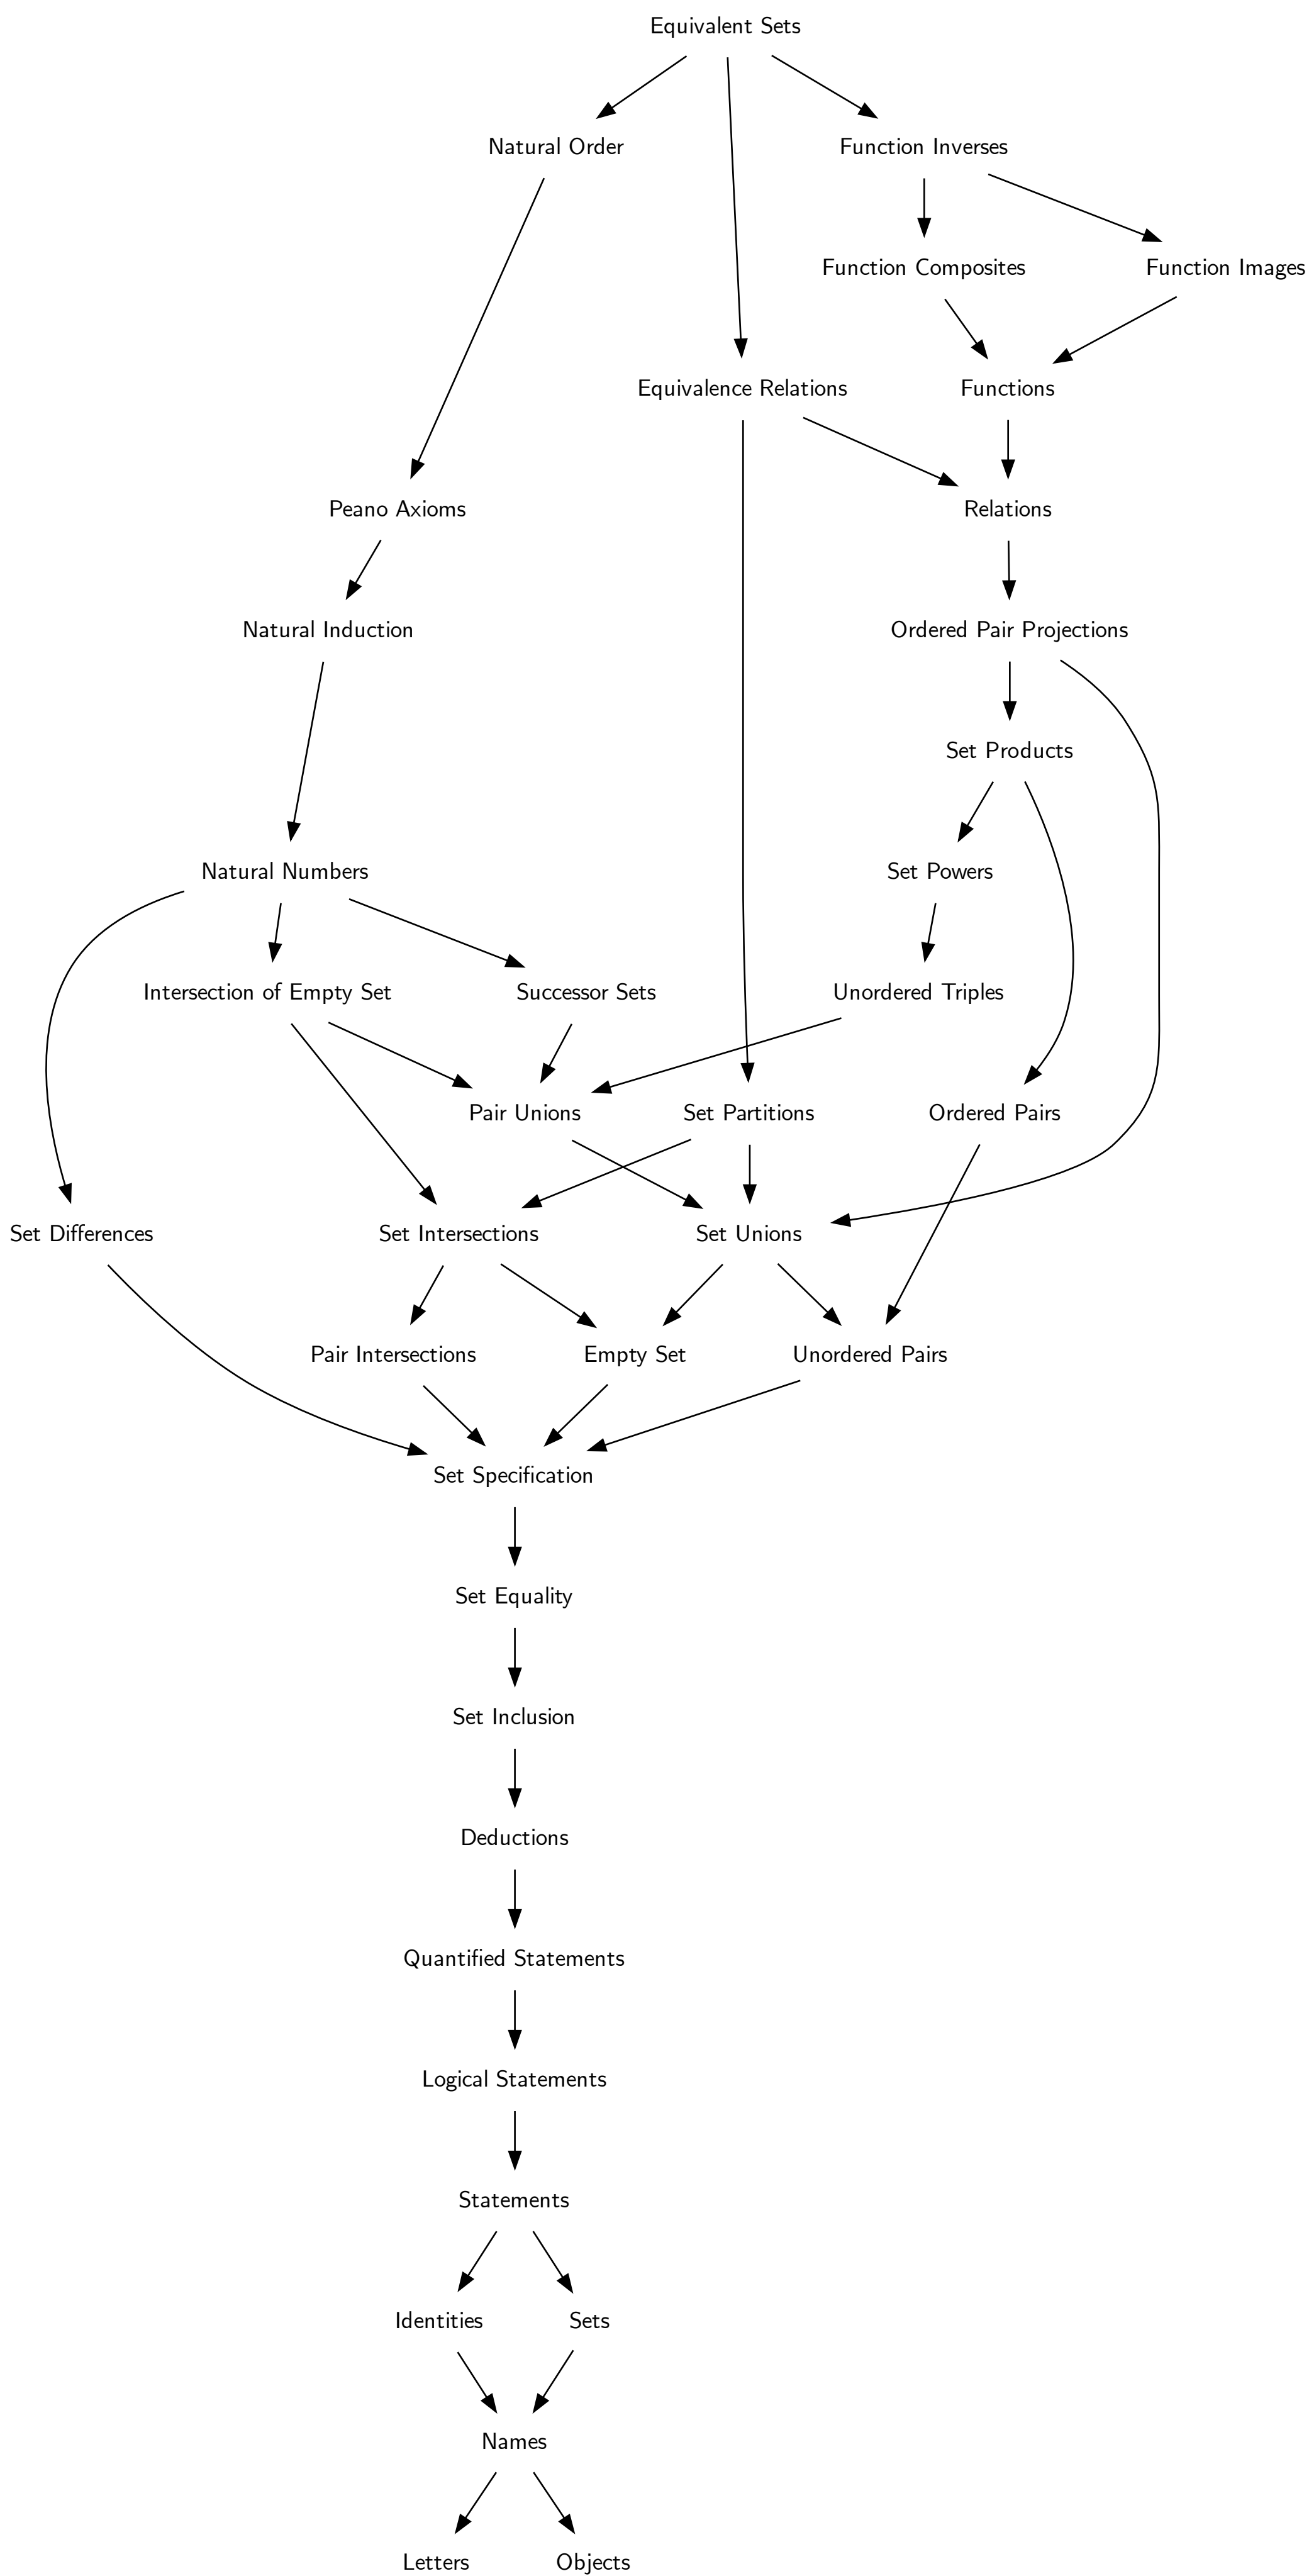 Equivalent Sets
Natural Order
Function Inverses
Function Composites
Function Images
Equivalence Relations
Functions
Peano Axioms
Relations
Natural Induction
Ordered Pair Projections
Set Products
Natural Numbers
Set Powers
Intersection of Empty Set
Successor Sets
Unordered Triples
Pair Unions
Set Partitions
Ordered Pairs
Set Differences
Set Intersections
Set Unions
Pair Intersections
Empty Set
Unordered Pairs
Set Specification
Set Equality
Set Inclusion
Deductions
Quantified Statements
Logical Statements
Statements
Identities
Sets
Names
Letters
Objects